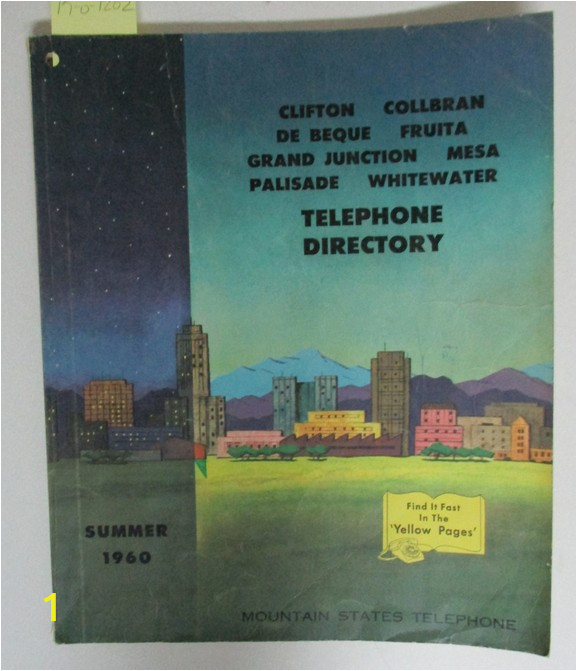 CLIFTON COLLBRAN
DE BEQUE FRUITA
GRAND JUNCTION MESA
PALISADE WHITEWATER
TELEPHONE
DIRECTORY
Find It Fast
In The
'Yellow Pages'
SUMMER
1960
1
MOUNTAIN STATES TELEPHONE